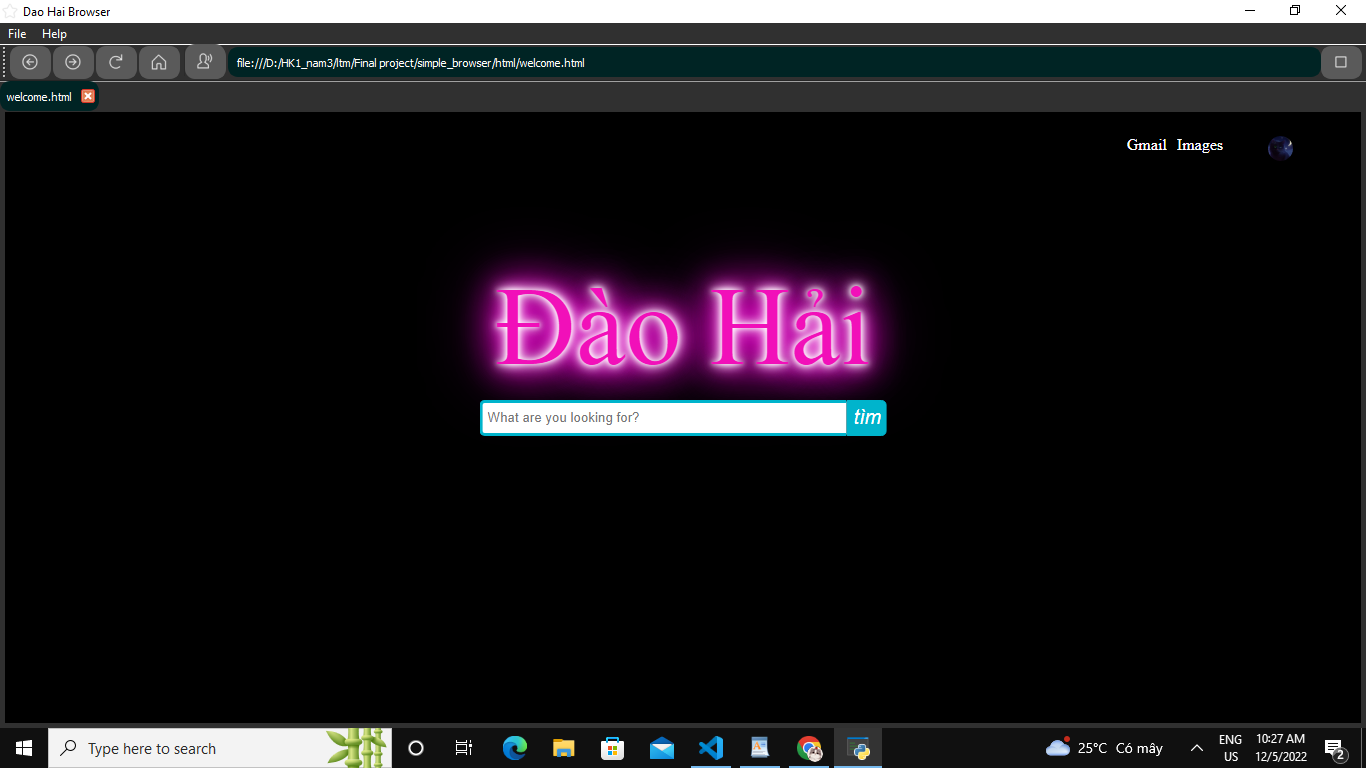 Dao Hai Browser
File Help
file:///D:/HK1_nam3/ltm/Final project/simple_browser/html/welcome.html
welcome.html
Gmail Images
Đào Hải
What are you looking for? tìm
Type here to search
25°C Có mây
ENG
US
10:27 AM
12/5/2022
2